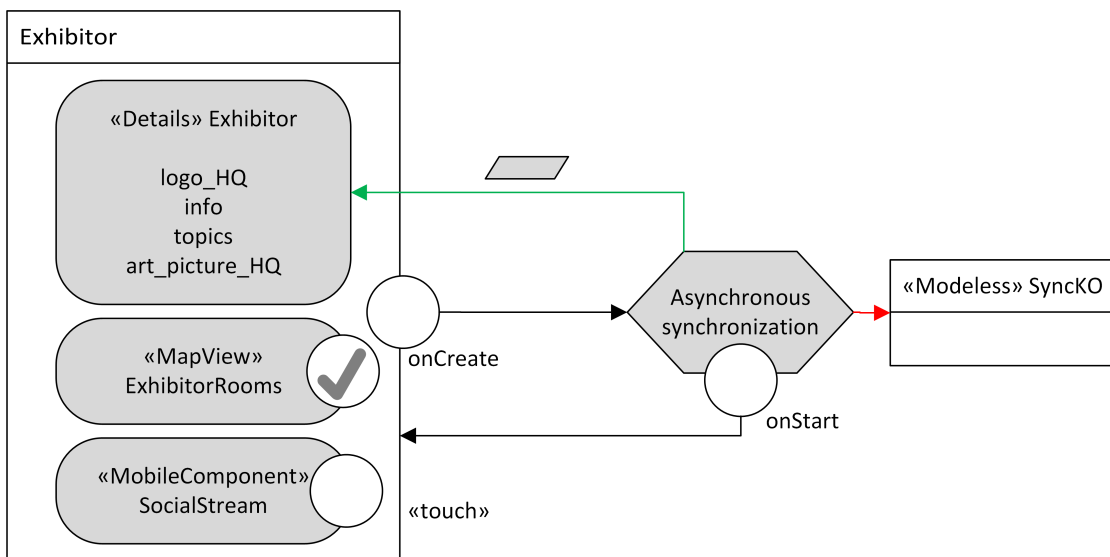 Exhibitor
«Details» Exhibitor
logo_HQ
info
topics
art_picture_HQ
«MapView»
ExhibitorRooms
«MobileComponent»
SocialStream
onCreate
«touch»
Asynchronous
synchronization
onStart
«Modeless» SyncKO